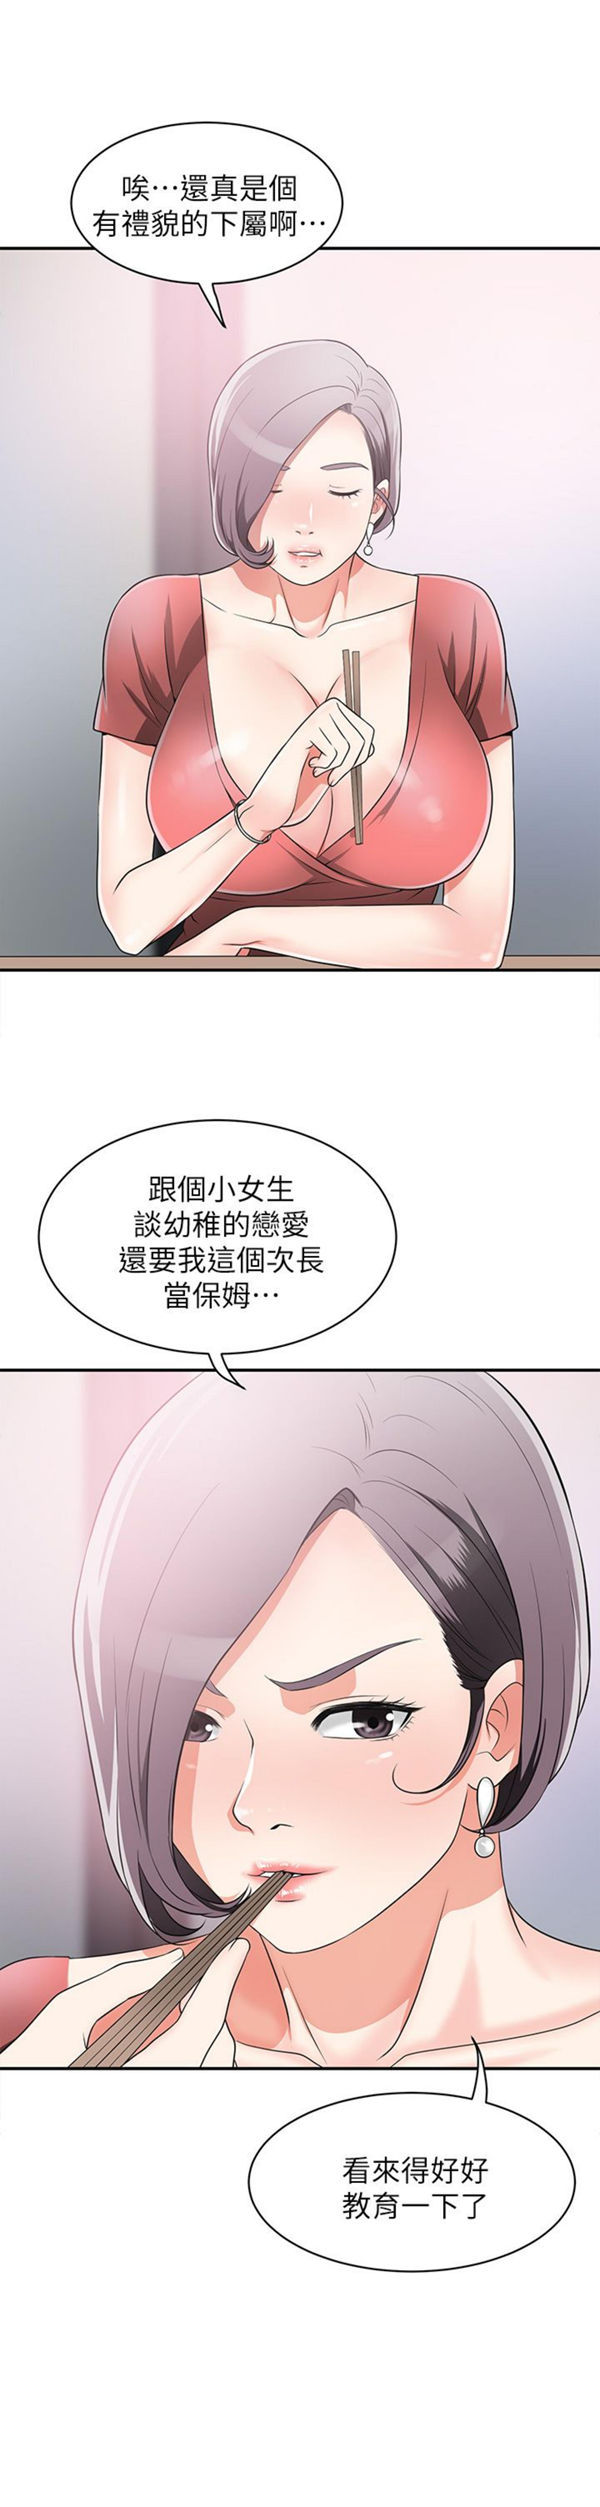 唉⋯還真是個
有禮貌的下屬啊⋯
跟個小女生
談幼稚的戀愛
還要我這個次長
當保姆⋯
看來得好好
教育一下了